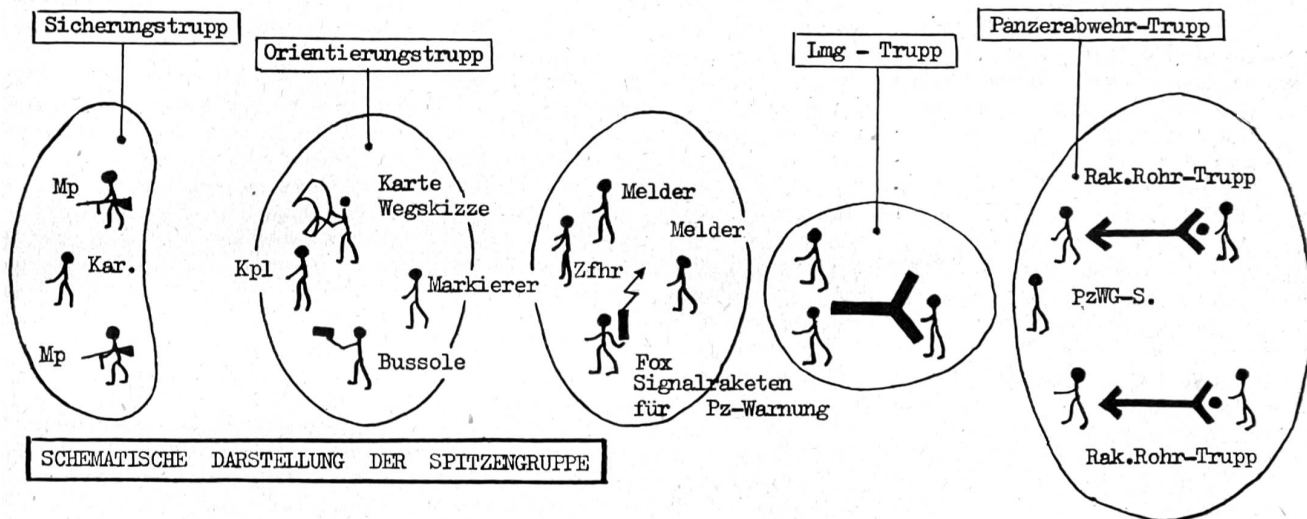 Sicherungstrupp
Orientierungstrupp
Lmg - Trupp
Panzerabwehr-Trupp
Mp
Kar.
Mp
Karte
Wegskizze
Kpl
Markierer
Bussole
Melder
Melder
Zfhr
Fox
Signalraketen
für Pz-Warnung
Rak.Rohr-Trupp
PzWG-S.
Rak.Rohr-Trupp
SCHEMATISCHE DARSTELLUNG DER SPITZENGRUPPE